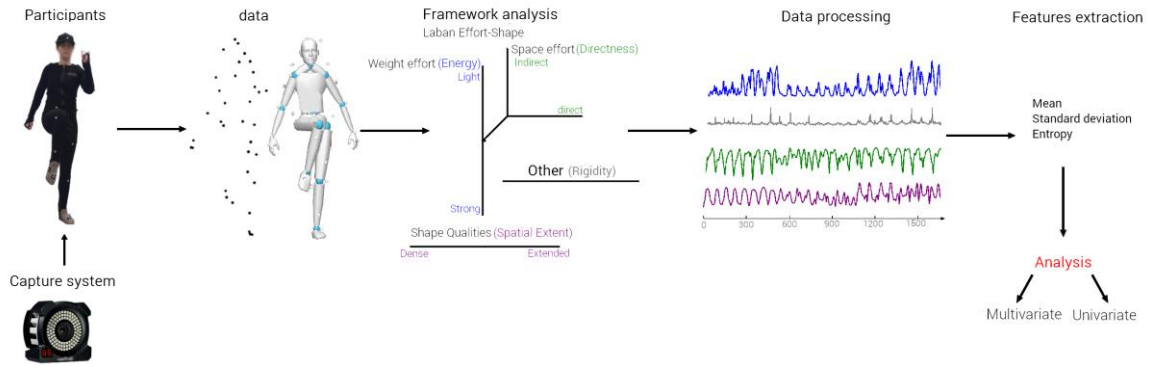 Participants
data
Framework analysis
Laban Effort-Shape
Space effort (Directness)
Indirect
Weight effort (Energy)
Light
direct
Other (Rigidity)
Strong
Shape Qualities (Spatial Extent)
Dense
Extended
Data processing
0 300 600 900 1200 1500
Features extraction
Mean
Standard deviation
Entropy
Analysis
Multivariate
Univariate
Capture system